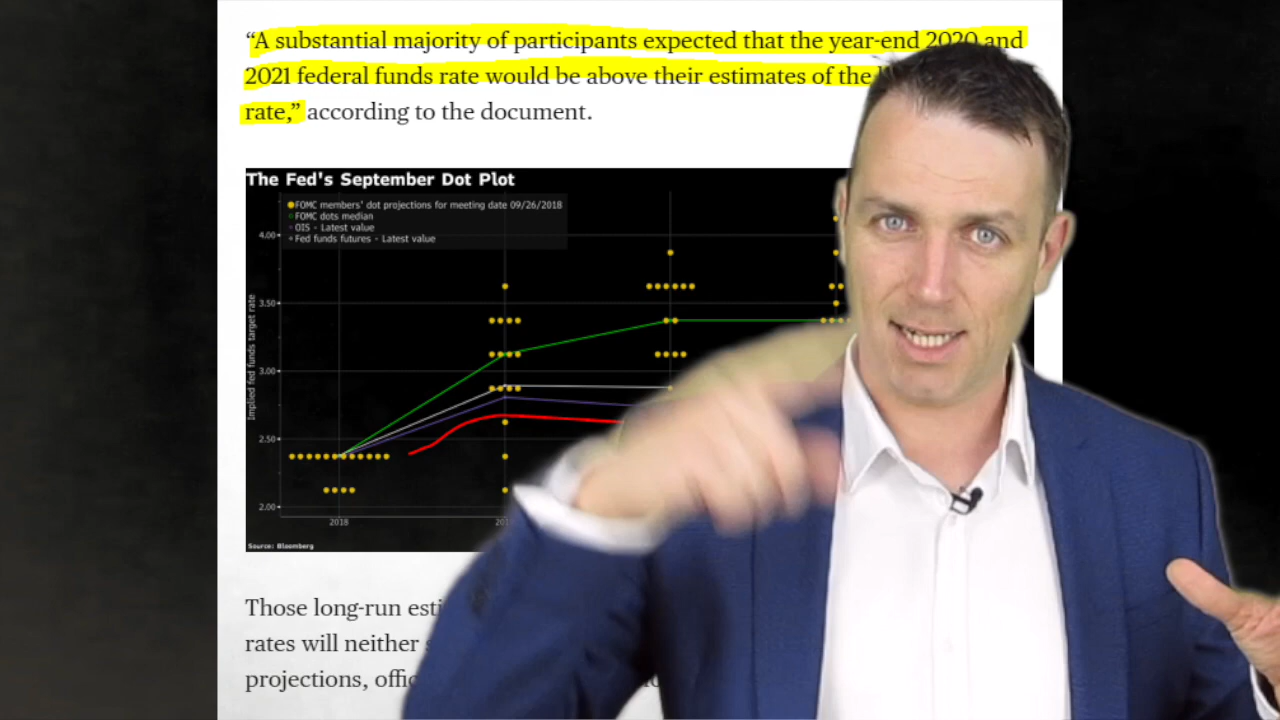 “A substantial majority of participants expected that the year-end 2020 and
2021 federal funds rate would be above their estimates of the
rate,” according to the document.
The Fed's September Dot Plot
FOMC members' dot projections for meeting date 09/26/2018
FOMC dots median
OIS - Latest value
Fed funds futures - Latest value
4.00
3.50
3.00
2.50
2.00
Implied fed funds target rate
2018
Source: Bloomberg
Those long-run
rates will neither
projections,